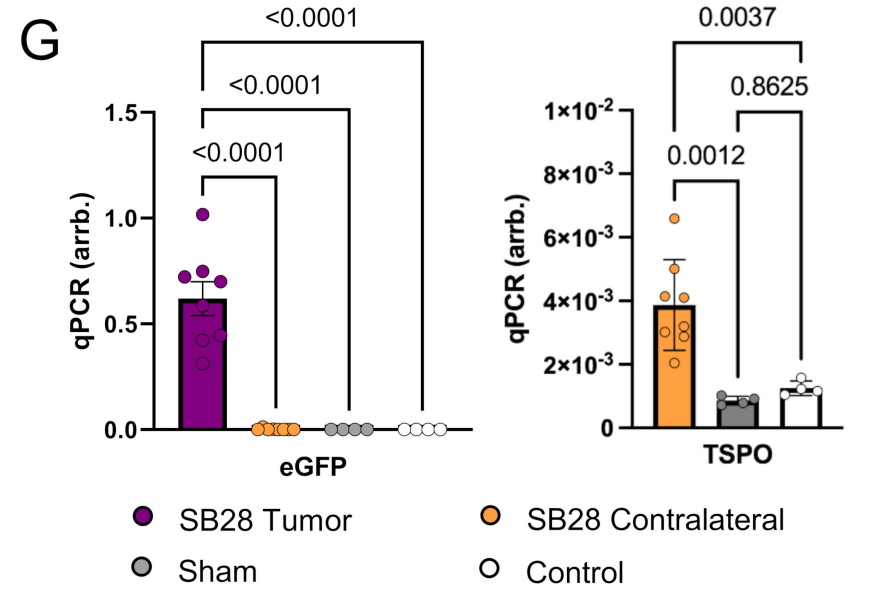 G
<0.0001
<0.0001
<0.0001
1.5
1.0
0.5
0.0
qPCR (arrb.)
eGFP
0.0037
0.8625
0.0012
1×10-2
8×10-3
6×10-3
4×10-3
2×10-3
0
qPCR (arrb.)
TSPO
SB28 Tumor
SB28 Contralateral
Sham
Control